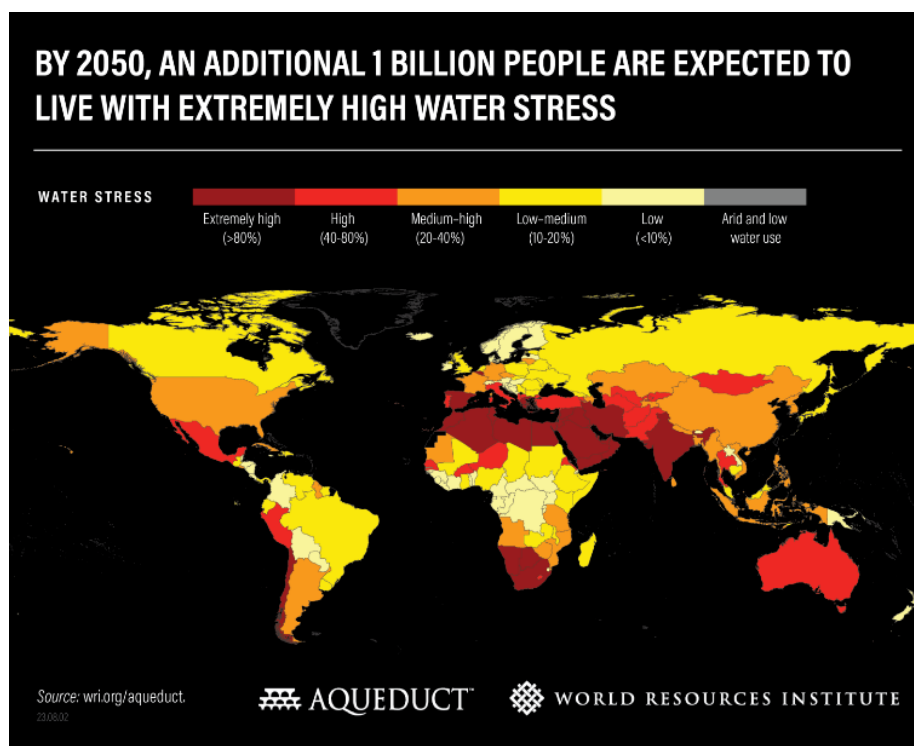 BY 2050, AN ADDITIONAL 1 BILLION PEOPLE ARE EXPECTED TO
LIVE WITH EXTREMELY HIGH WATER STRESS
WATER STRESS
Extremely high
(>80%)
High
(40-80%)
Medium–high
(20-40%)
Low–medium
(10-20%)
Low
(<10%)
Arid and low
water use
Source: wri.org/aqueduct.
23.08.02
AQUEDUCT™
WORLD RESOURCES INSTITUTE